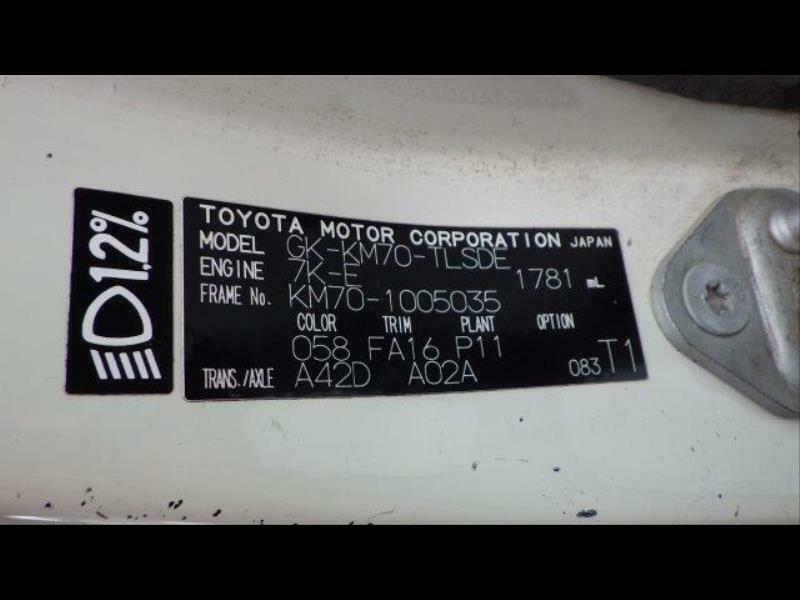 1.2%
TOYOTA MOTOR CORPORATION JAPAN
MODEL GK-KM70-TLSDE
ENGINE 7K-E 1781 mL
FRAME No. KM70-1005035
COLOR TRIM PLANT OPTION
058 FA16 P11
TRANS./AXLE A42D A02A 083 T1